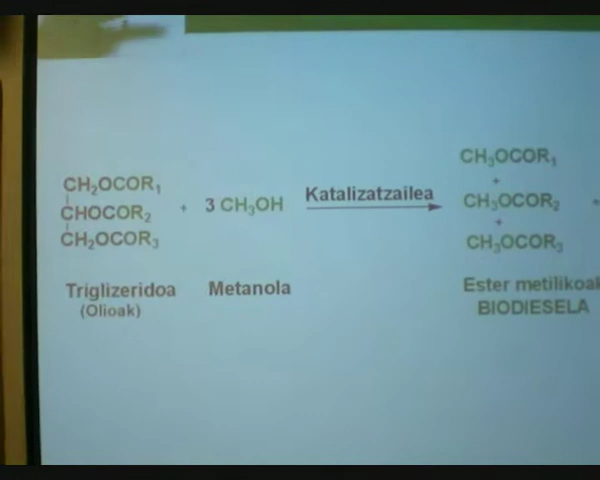 CH₂OCOR₁
CHOCOR₂
CH₂OCOR₃
+ 3 CH₃OH
Katalizatzailea
CH₃OCOR₁
+
CH₃OCOR₂ +
+
CH₃OCOR₃
Triglizeridoa
(Olioak)
Metanola
Ester metilikoak
BIODIESELA